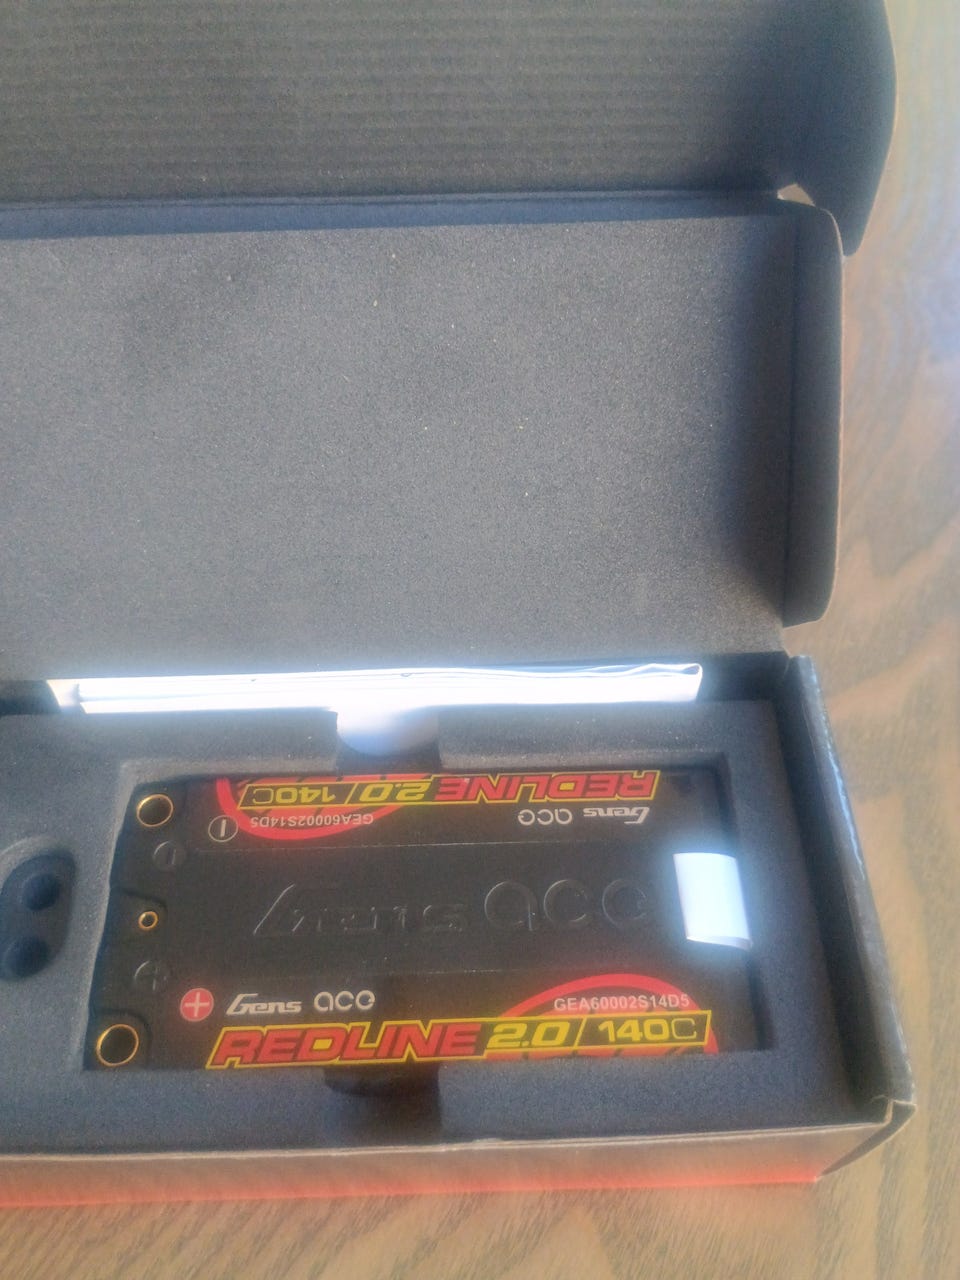 REDLINE 2.0/140C
GEA60002S14D5
Gens ace
Gens ace
Gens ace
GEA60002S14D5
REDLINE 2.0/140C